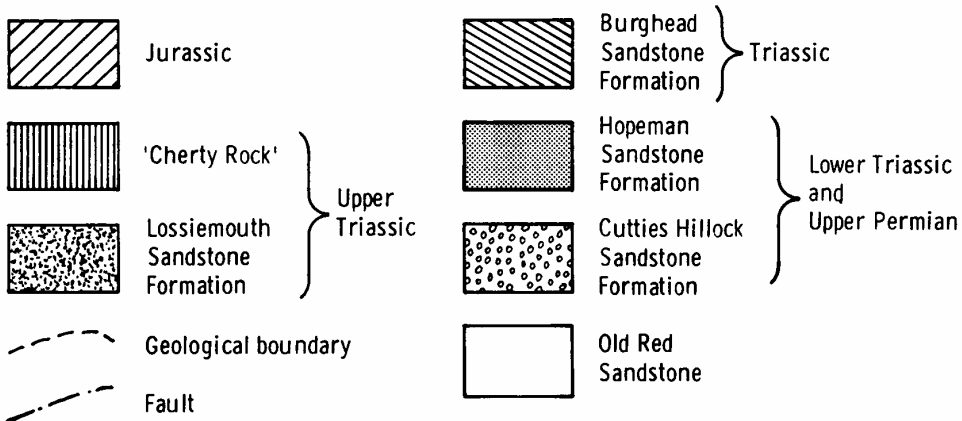 Jurassic
'Cherty Rock'
Lossiemouth
Sandstone
Formation
Upper
Triassic
Geological boundary
Fault
Burghead
Sandstone
Formation
Triassic
Hopeman
Sandstone
Formation
Cutties Hillock
Sandstone
Formation
Lower Triassic
and
Upper Permian
Old Red
Sandstone